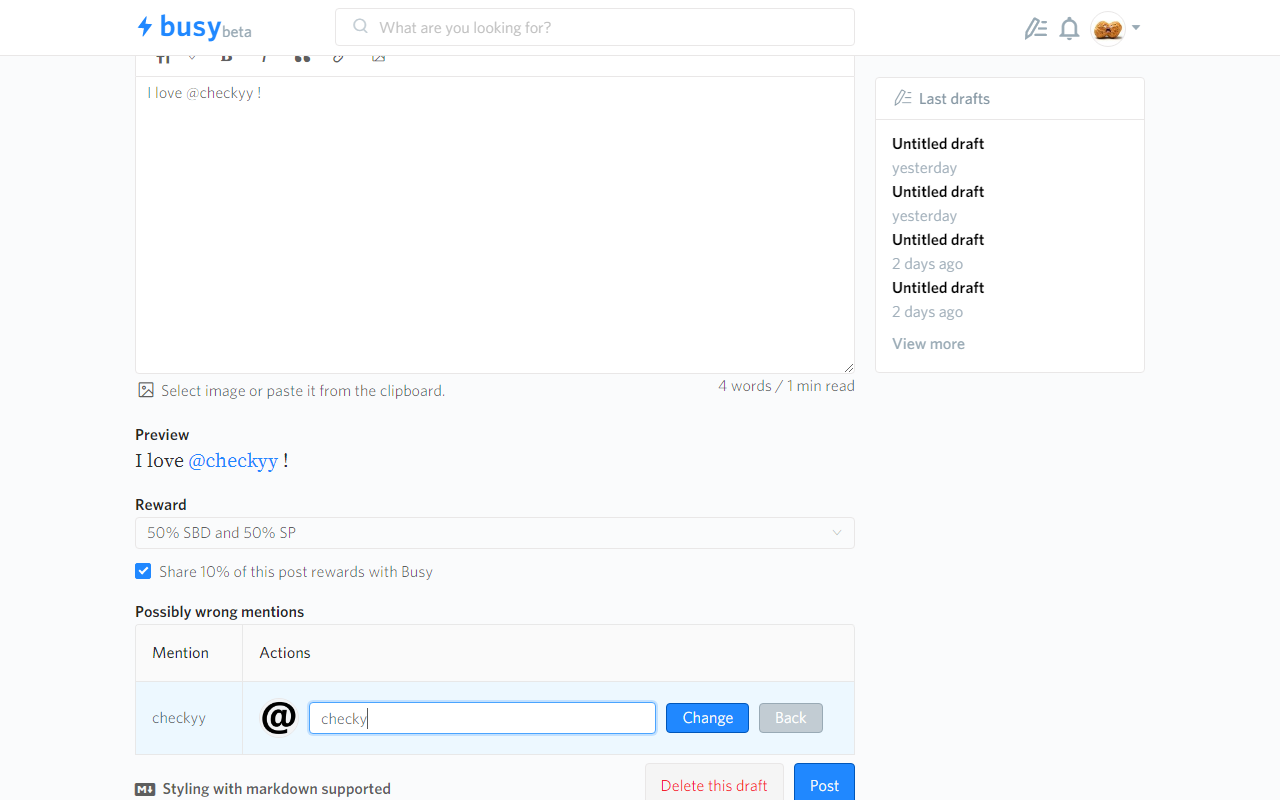 busy beta
What are you looking for?
I love @checkyy !
Select image or paste it from the clipboard.
4 words / 1 min read
Preview
I love @checkyy !
Reward
50% SBD and 50% SP
Share 10% of this post rewards with Busy
Possibly wrong mentions
Mention Actions
checkyy @ checky Change Back
M Styling with markdown supported
Delete this draft Post
Last drafts
Untitled draft
yesterday
Untitled draft
yesterday
Untitled draft
2 days ago
Untitled draft
2 days ago
View more